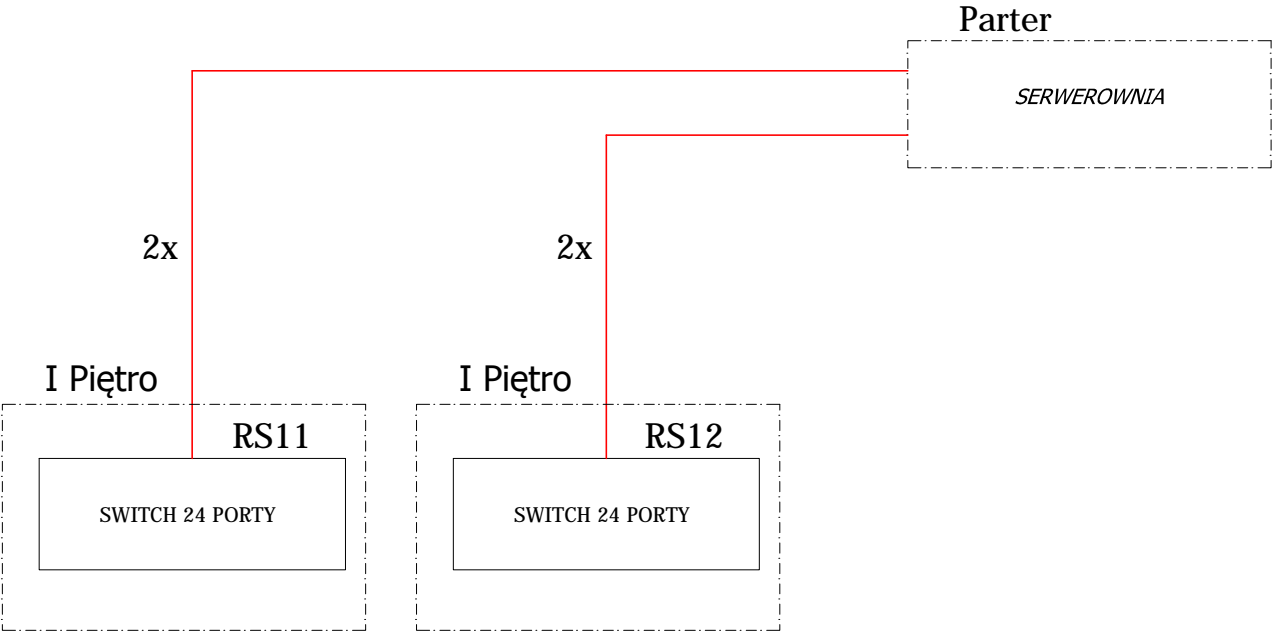 Parter
SERWEROWNIA
2x
2x
I Piętro
I Piętro
RS11
RS12
SWITCH 24 PORTY
SWITCH 24 PORTY